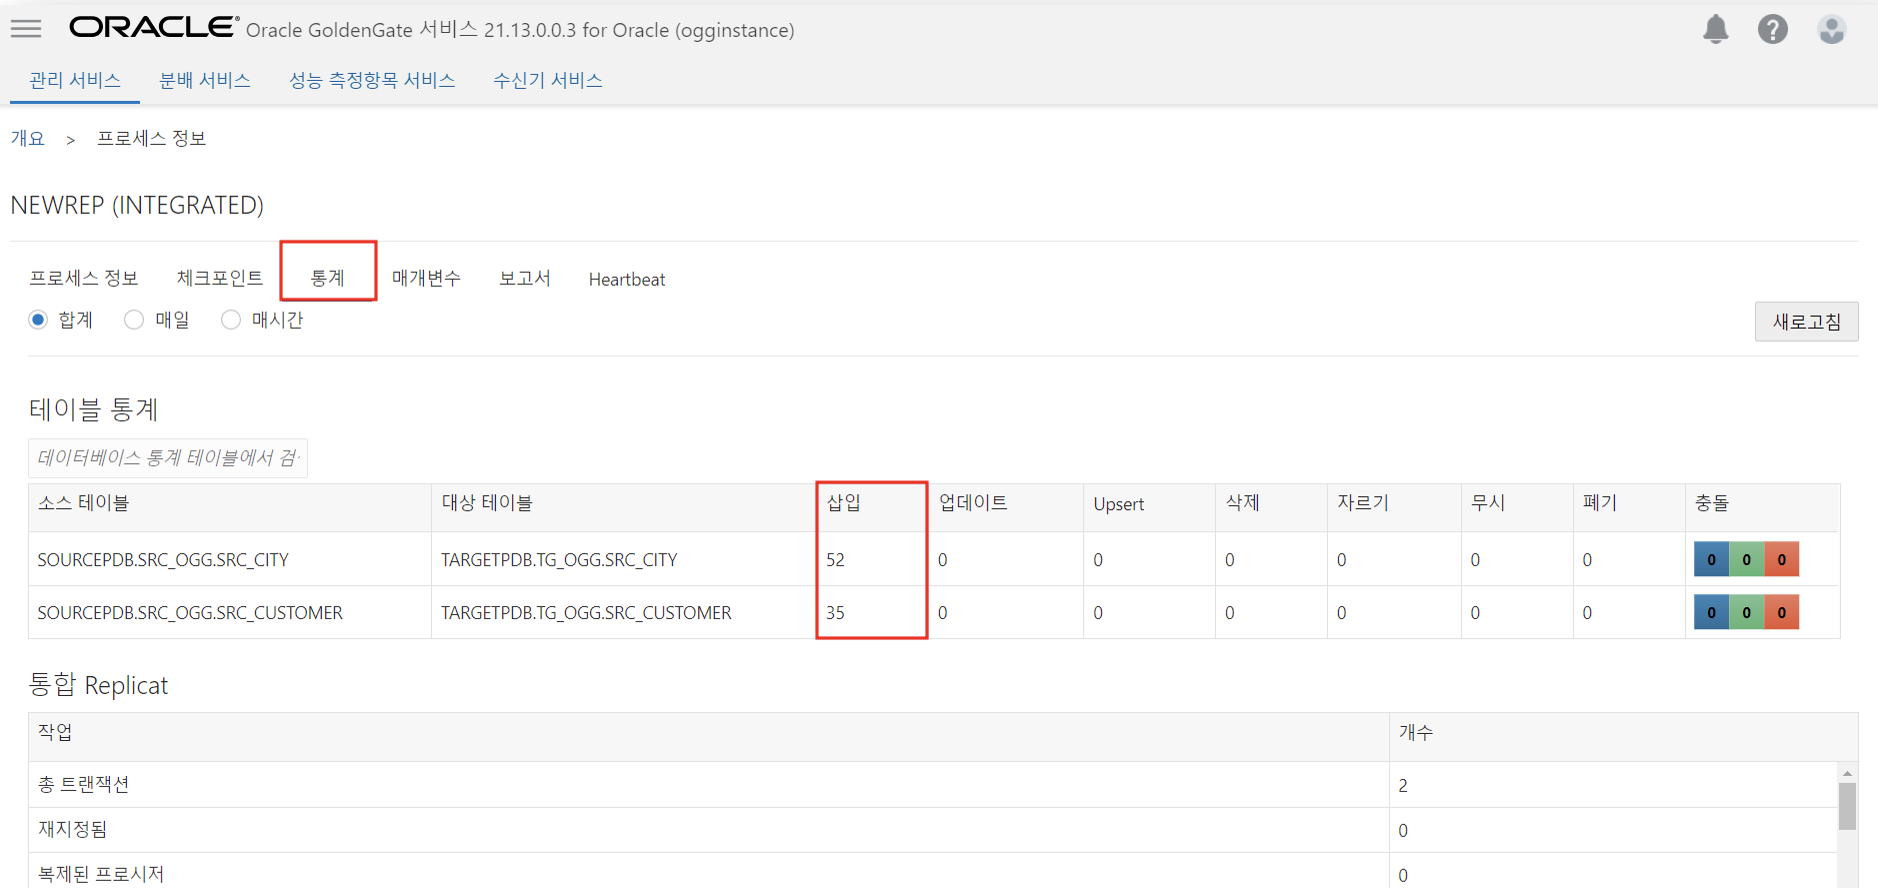 ORACLE® Oracle GoldenGate 서비스 21.13.0.0.3 for Oracle (ogginstance)
관리 서비스 분배 서비스 성능 측정항목 서비스 수신기 서비스
개요 > 프로세스 정보
NEWREP (INTEGRATED)
프로세스 정보 체크포인트 통계 매개변수 보고서 Heartbeat
합계 매일 매시간 새로고침
테이블 통계
데이터베이스 통계 테이블에서 검
소스 테이블 대상 테이블 삽입 업데이트 Upsert 삭제 자르기 무시 폐기 충돌
SOURCEPDB.SRC_OGG.SRC_CITY TARGETPDB.TG_OGG.SRC_CITY 52 0 0 0 0 0 0 0 0 0
SOURCEPDB.SRC_OGG.SRC_CUSTOMER TARGETPDB.TG_OGG.SRC_CUSTOMER 35 0 0 0 0 0 0 0 0 0
통합 Replicat
작업 개수
총 트랜잭션 2
재지정됨 0
복제된 프로시저 0